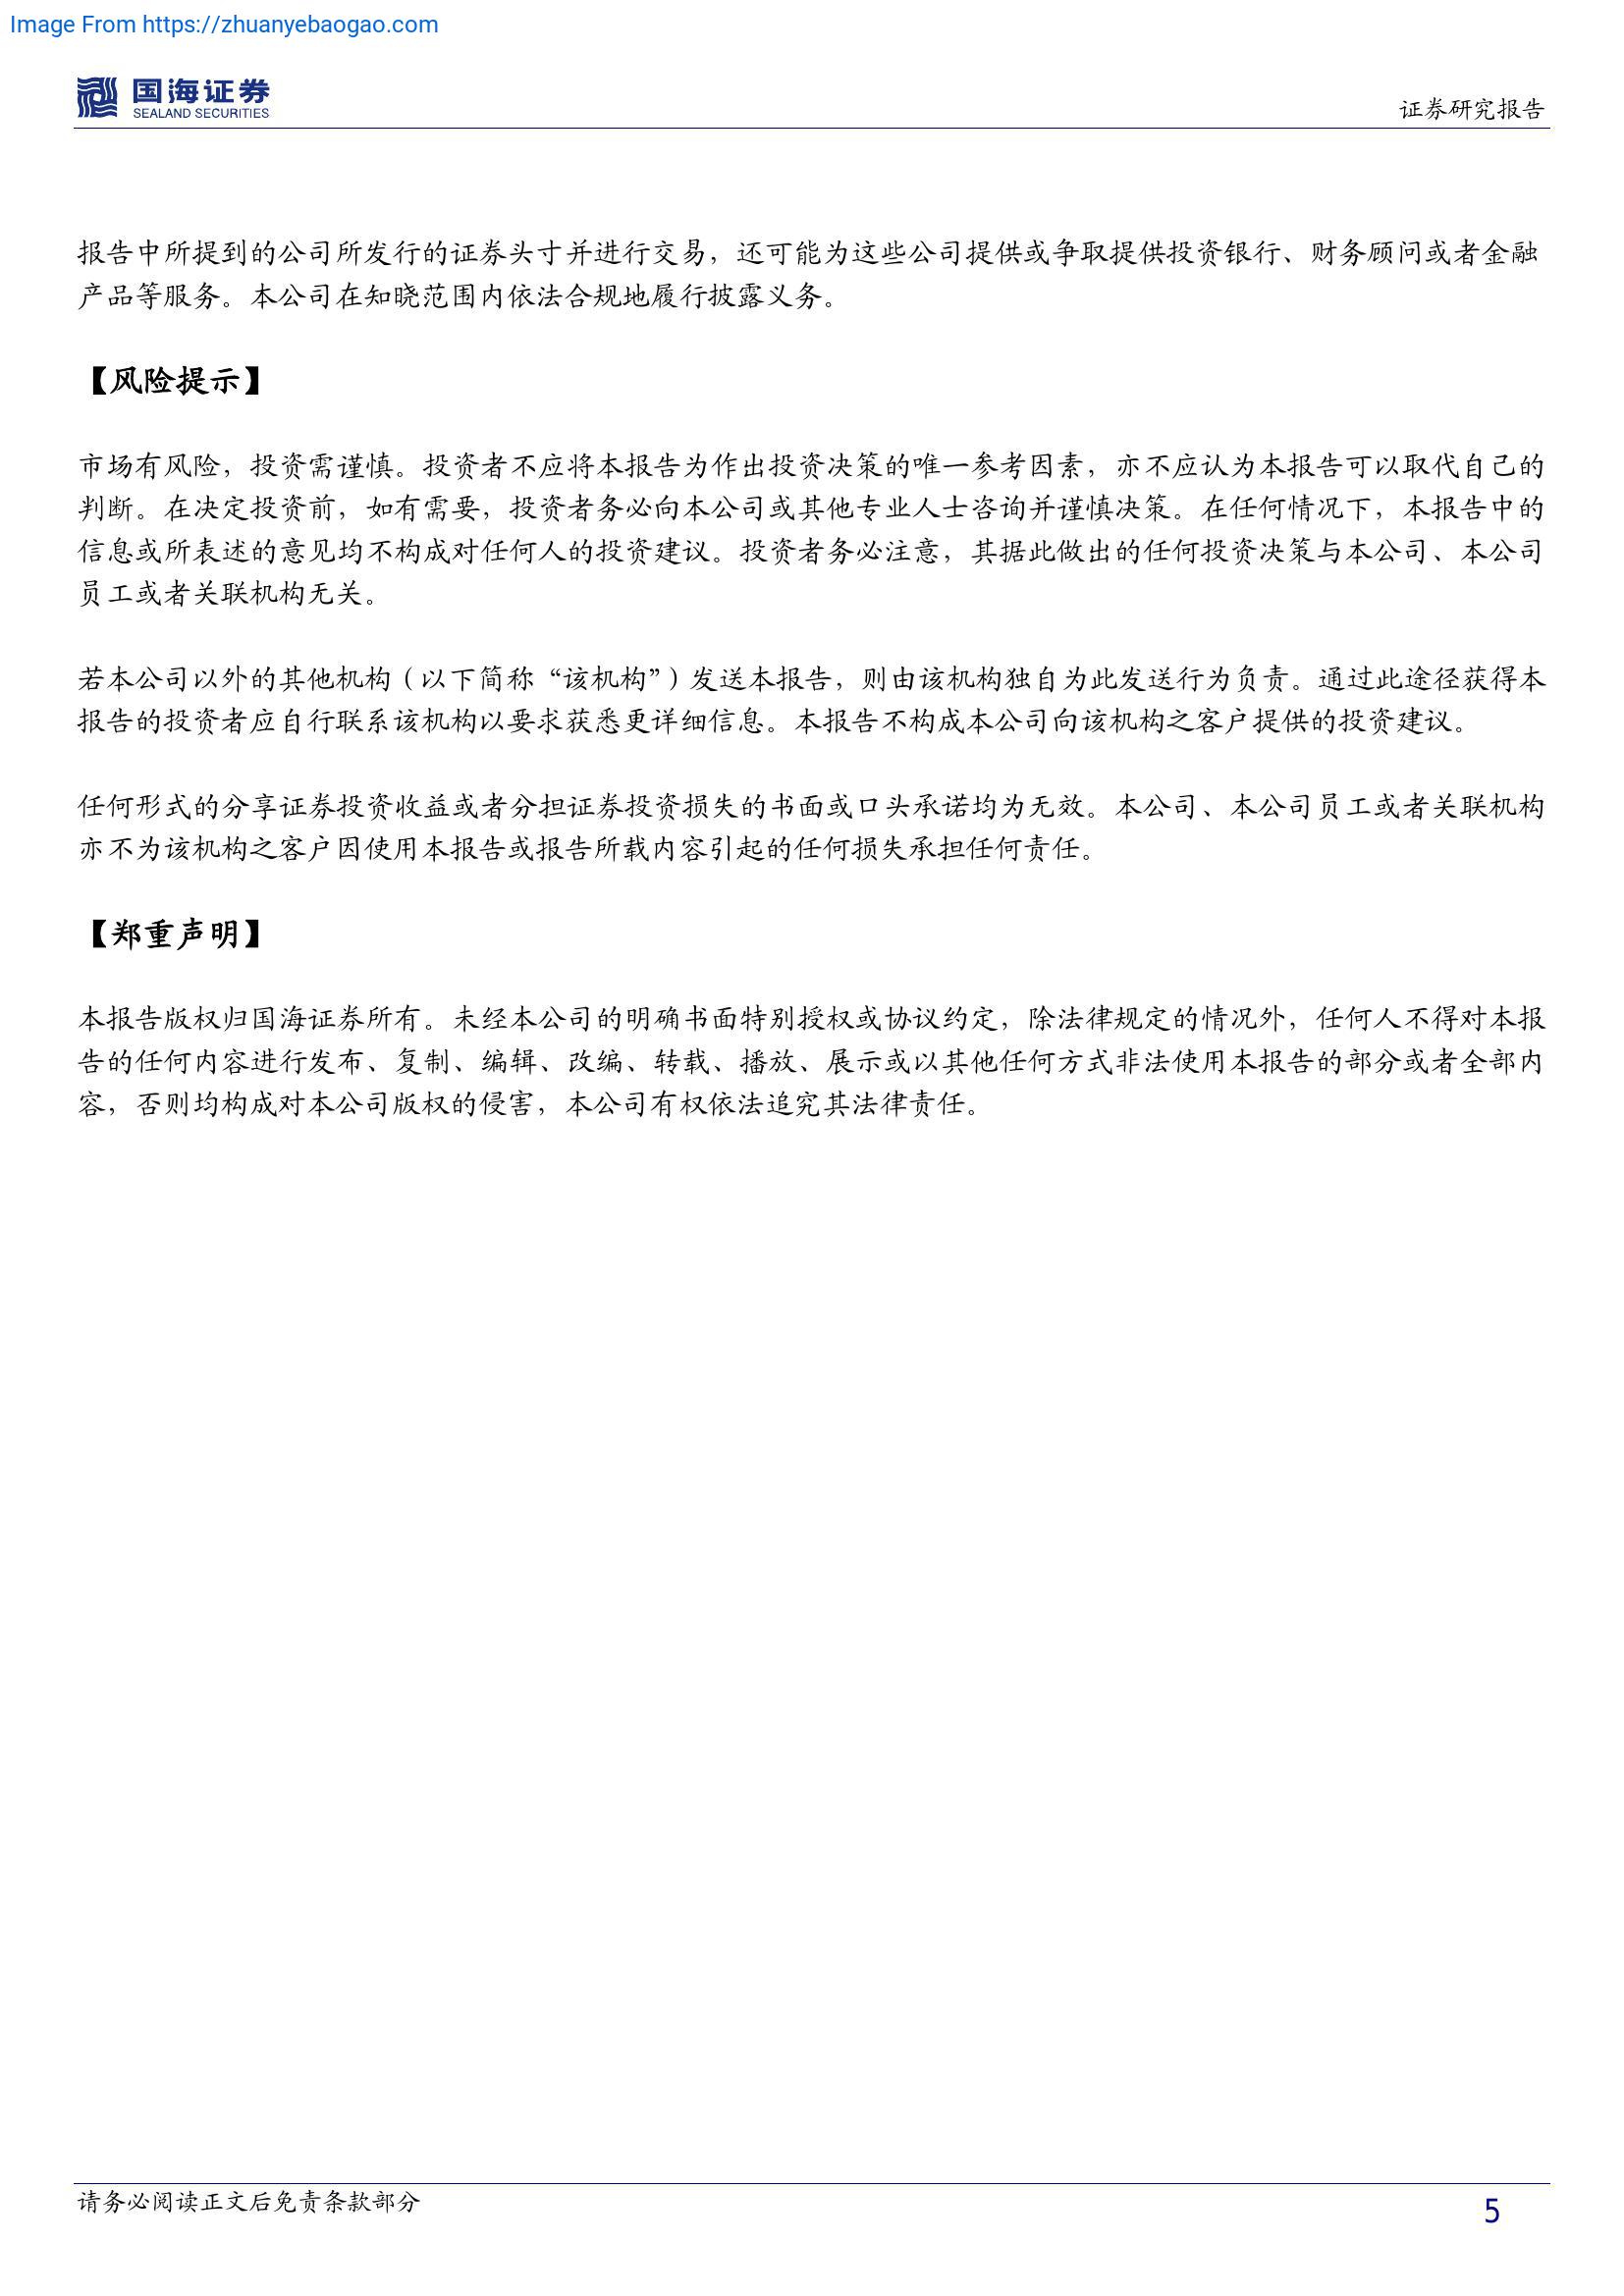 Image From https://zhuanyebaogao.com
国海证券
SEALAND SECURITIES
证券研究报告
报告中所提到的公司所发行的证券头寸并进行交易，还可能为这些公司提供或争取提供投资银行、财务顾问或者金融
产品等服务。本公司在知晓范围内依法合规地履行披露义务。
【风险提示】
市场有风险，投资需谨慎。投资者不应将本报告为作出投资决策的唯一参考因素，亦不应认为本报告可以取代自己的
判断。在决定投资前，如有需要，投资者务必向本公司或其他专业人士咨询并谨慎决策。在任何情况下，本报告中的
信息或所表述的意见均不构成对任何人的投资建议。投资者务必注意，其据此做出的任何投资决策与本公司、本公司
员工或者关联机构无关。
若本公司以外的其他机构（以下简称“该机构”）发送本报告，则由该机构独自为此发送行为负责。通过此途径获得本
报告的投资者应自行联系该机构以要求获悉更详细信息。本报告不构成本公司向该机构之客户提供的投资建议。
任何形式的分享证券投资收益或者分担证券投资损失的书面或口头承诺均为无效。本公司、本公司员工或者关联机构
亦不为该机构之客户因使用本报告或报告所载内容引起的任何损失承担任何责任。
【郑重声明】
本报告版权归国海证券所有。未经本公司的明确书面特别授权或协议约定，除法律规定的情况外，任何人不得对本报
告的任何内容进行发布、复制、编辑、改编、转载、播放、展示或以其他任何方式非法使用本报告的部分或者全部内
容，否则均构成对本公司版权的侵害，本公司有权依法追究其法律责任。
请务必阅读正文后免责条款部分
5